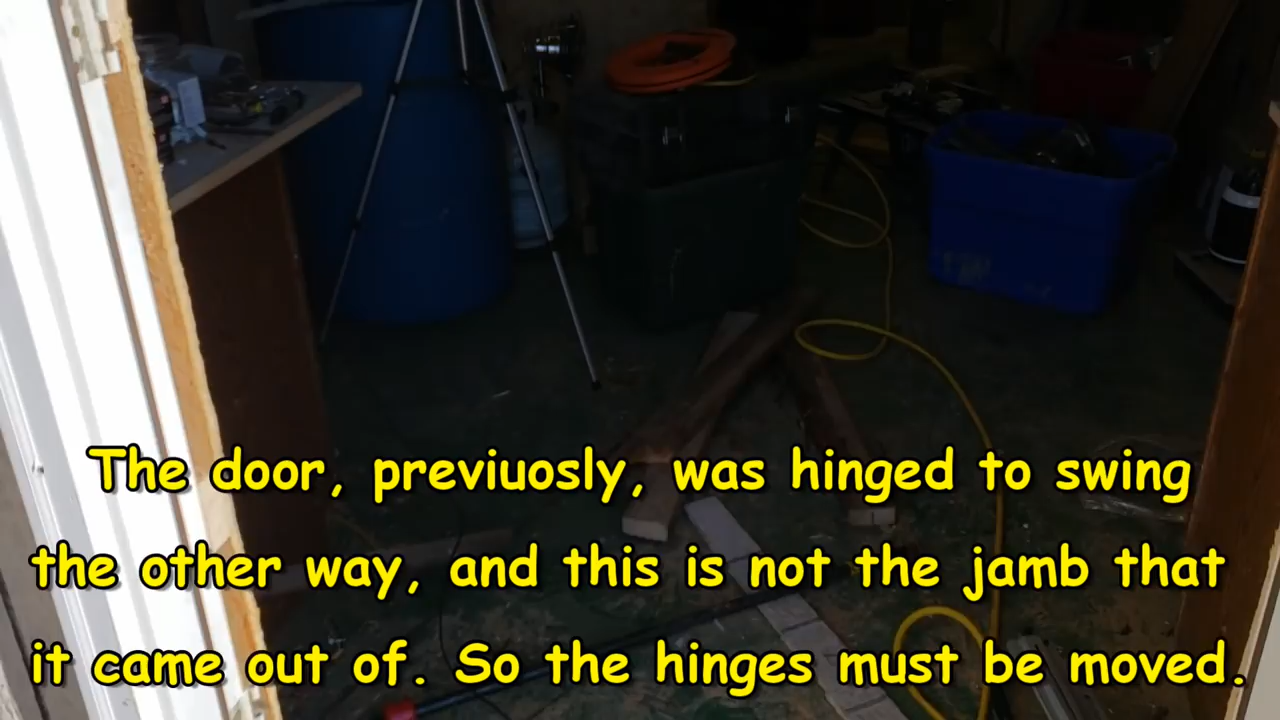 The door, previuosly, was hinged to swing
the other way, and this is not the jamb that
it came out of. So the hinges must be moved.